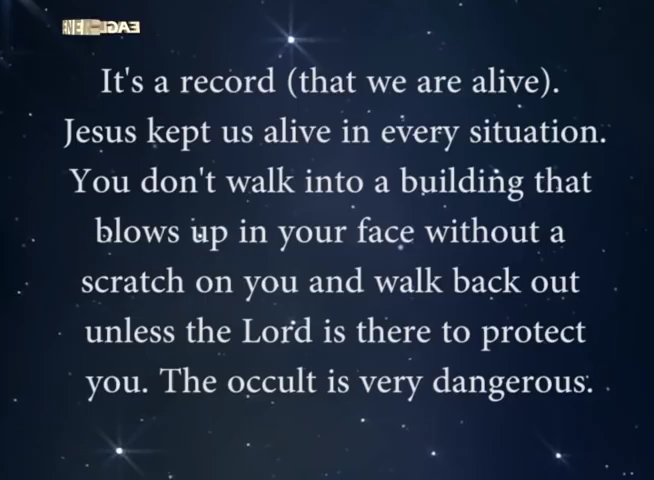 It's a record (that we are alive).
Jesus kept us alive in every situation.
You don't walk into a building that
blows up in your face without a
scratch on you and walk back out
unless the Lord is there to protect
you. The occult is very dangerous.